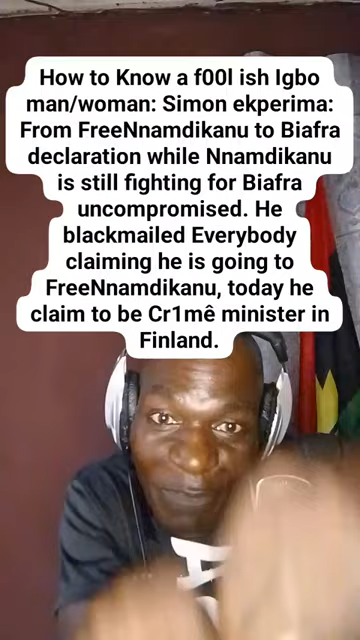 How to Know a f00l ish Igbo
man/woman: Simon ekperima:
From FreeNnamdikanu to Biafra
declaration while Nnamdikanu
is still fighting for Biafra
uncompromised. He
blackmailed Everybody
claiming he is going to
FreeNnamdikanu, today he
claim to be Cr1mê minister in
Finland.